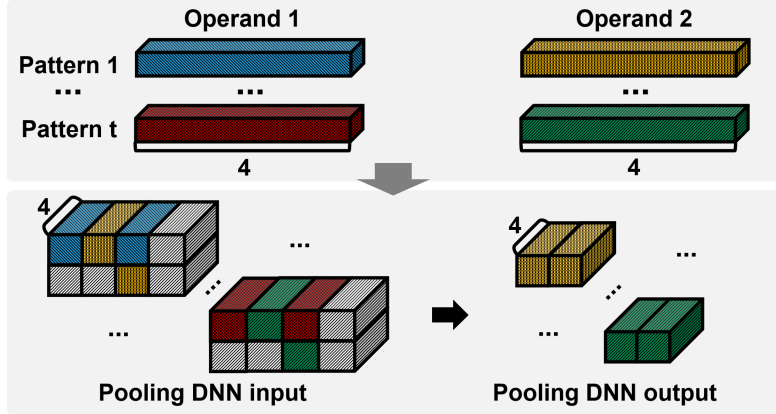 Operand 1 Operand 2
Pattern 1
... ... ...
Pattern t
4 4
4 4
... ...
... ...
... ...
Pooling DNN input Pooling DNN output